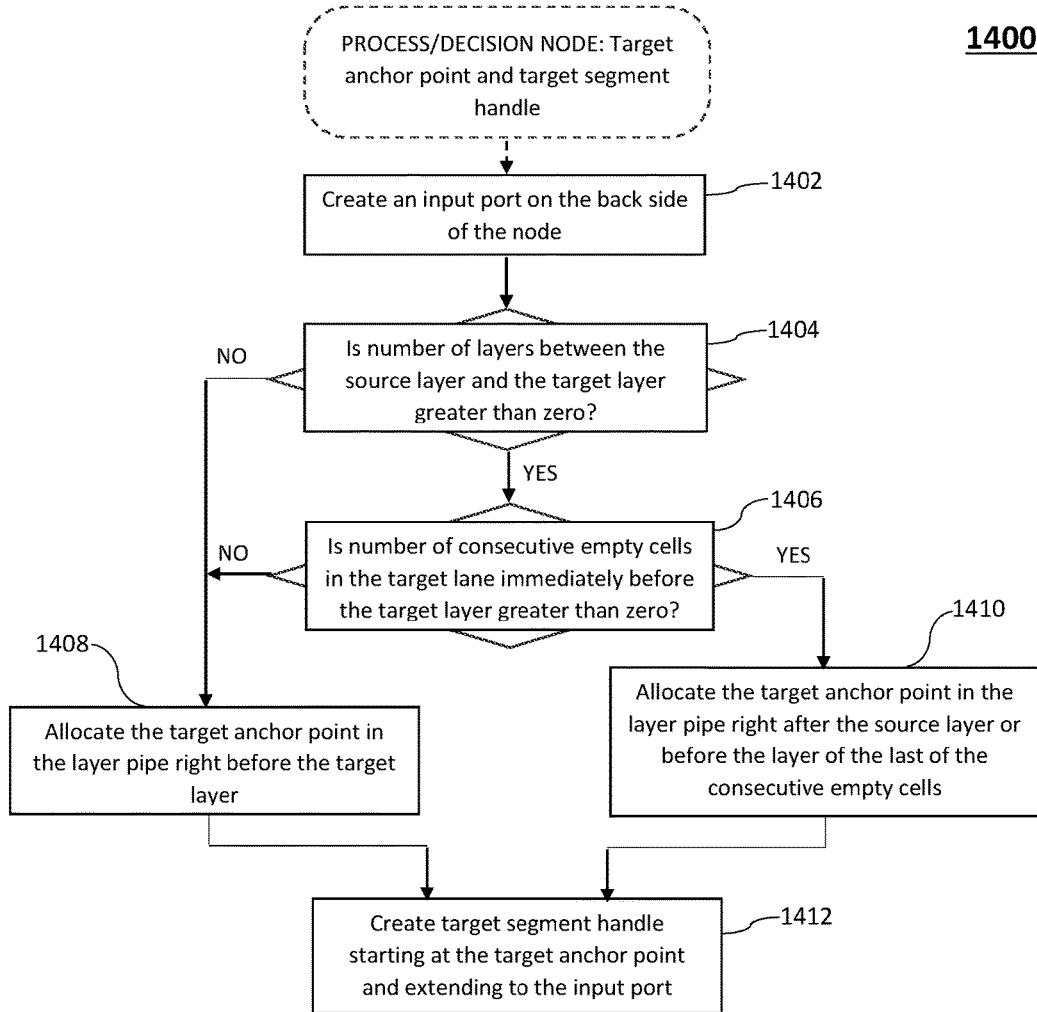 1400
PROCESS/DECISION NODE: Target
anchor point and target segment
handle
1402
Create an input port on the back side
of the node
1404
Is number of layers between the
source layer and the target layer
greater than zero?
NO
YES
1406
Is number of consecutive empty cells
in the target lane immediately before
the target layer greater than zero?
NO
YES
1408
Allocate the target anchor point in
the layer pipe right before the target
layer
1410
Allocate the target anchor point in the
layer pipe right after the source layer or
before the layer of the last of the
consecutive empty cells
1412
Create target segment handle
starting at the target anchor point
and extending to the input port